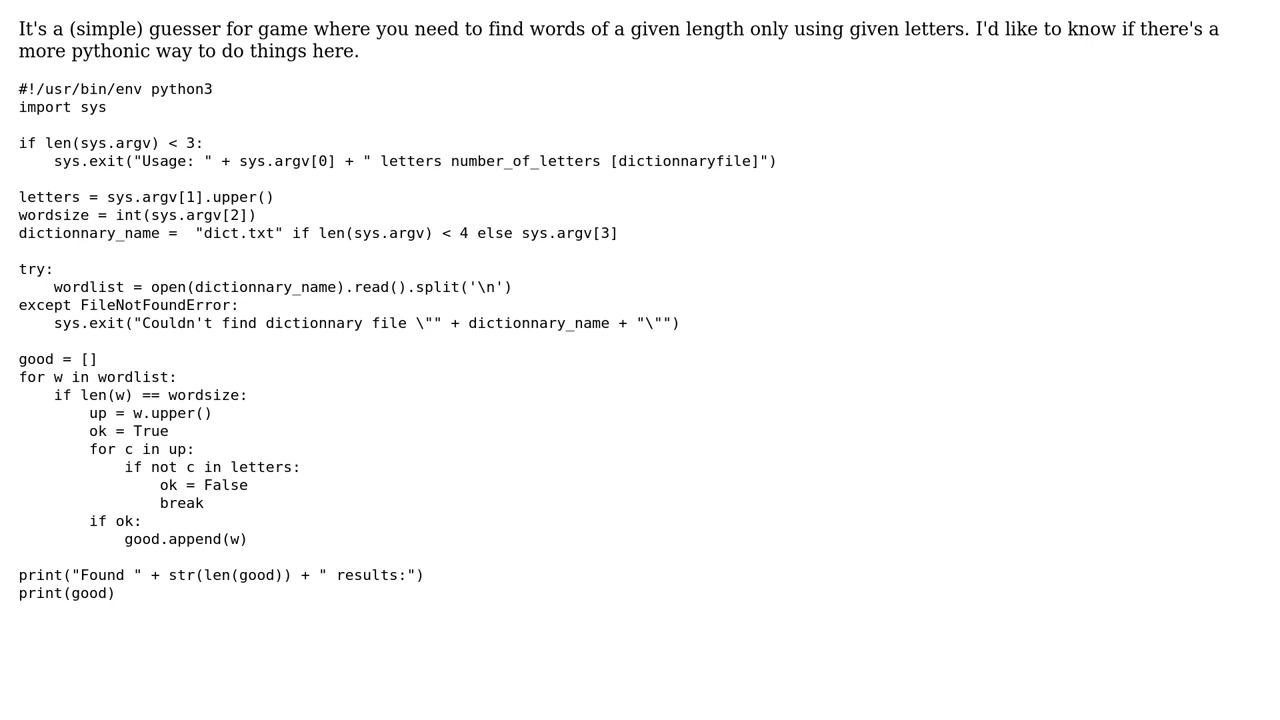 It's a (simple) guesser for game where you need to find words of a given length only using given letters. I'd like to know if there's a
more pythonic way to do things here.
#!/usr/bin/env python3
import sys
if len(sys.argv) < 3:
    sys.exit("Usage: " + sys.argv[0] + " letters number_of_letters [dictionnaryfile]")
letters = sys.argv[1].upper()
wordsize = int(sys.argv[2])
dictionnary_name =  "dict.txt" if len(sys.argv) < 4 else sys.argv[3]
try:
    wordlist = open(dictionnary_name).read().split('\n')
except FileNotFoundError:
    sys.exit("Couldn't find dictionnary file \"" + dictionnary_name + "\"")
good = []
for w in wordlist:
    if len(w) == wordsize:
        up = w.upper()
        ok = True
        for c in up:
            if not c in letters:
                ok = False
                break
        if ok:
            good.append(w)
print("Found " + str(len(good)) + " results:")
print(good)